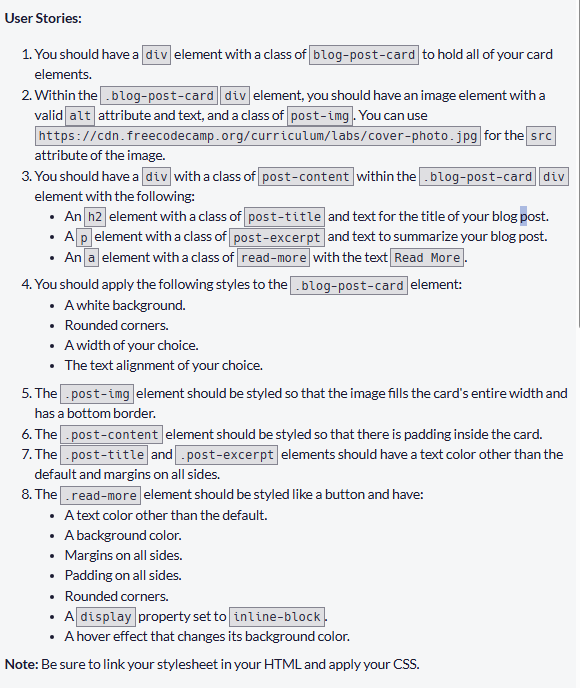 User Stories:
1. You should have a div element with a class of blog-post-card to hold all of your card
elements.
2. Within the .blog-post-card div element, you should have an image element with a
valid alt attribute and text, and a class of post-img. You can use
https://cdn.freecodecamp.org/curriculum/labs/cover-photo.jpg for the src
attribute of the image.
3. You should have a div with a class of post-content within the .blog-post-card div
element with the following:
• An h2 element with a class of post-title and text for the title of your blog post.
• A p element with a class of post-excerpt and text to summarize your blog post.
• An a element with a class of read-more with the text Read More.
4. You should apply the following styles to the .blog-post-card element:
• A white background.
• Rounded corners.
• A width of your choice.
• The text alignment of your choice.
5. The .post-img element should be styled so that the image fills the card's entire width and
has a bottom border.
6. The .post-content element should be styled so that there is padding inside the card.
7. The .post-title and .post-excerpt elements should have a text color other than the
default and margins on all sides.
8. The .read-more element should be styled like a button and have:
• A text color other than the default.
• A background color.
• Margins on all sides.
• Padding on all sides.
• Rounded corners.
• A display property set to inline-block.
• A hover effect that changes its background color.
Note: Be sure to link your stylesheet in your HTML and apply your CSS.